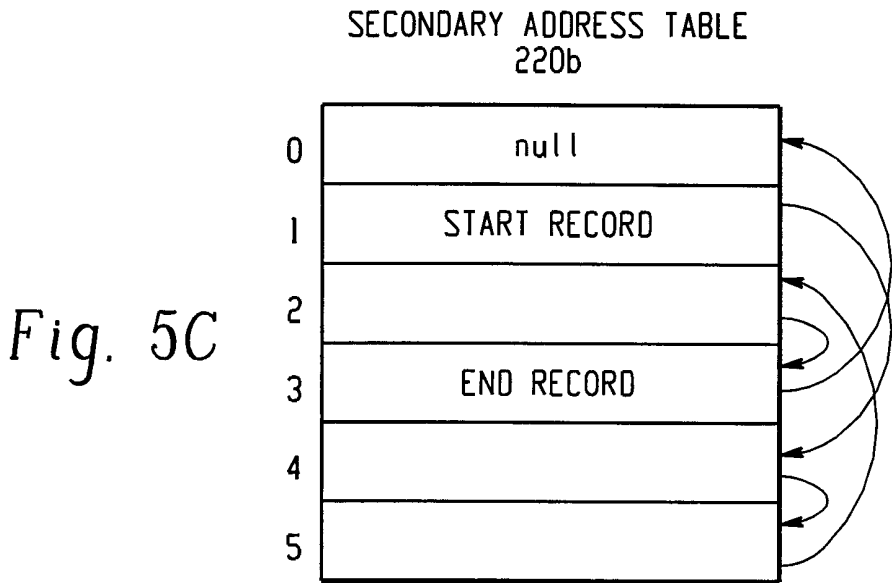 SECONDARY ADDRESS TABLE
220b
0 null
1 START RECORD
2
Fig. 5C
3 END RECORD
4
5